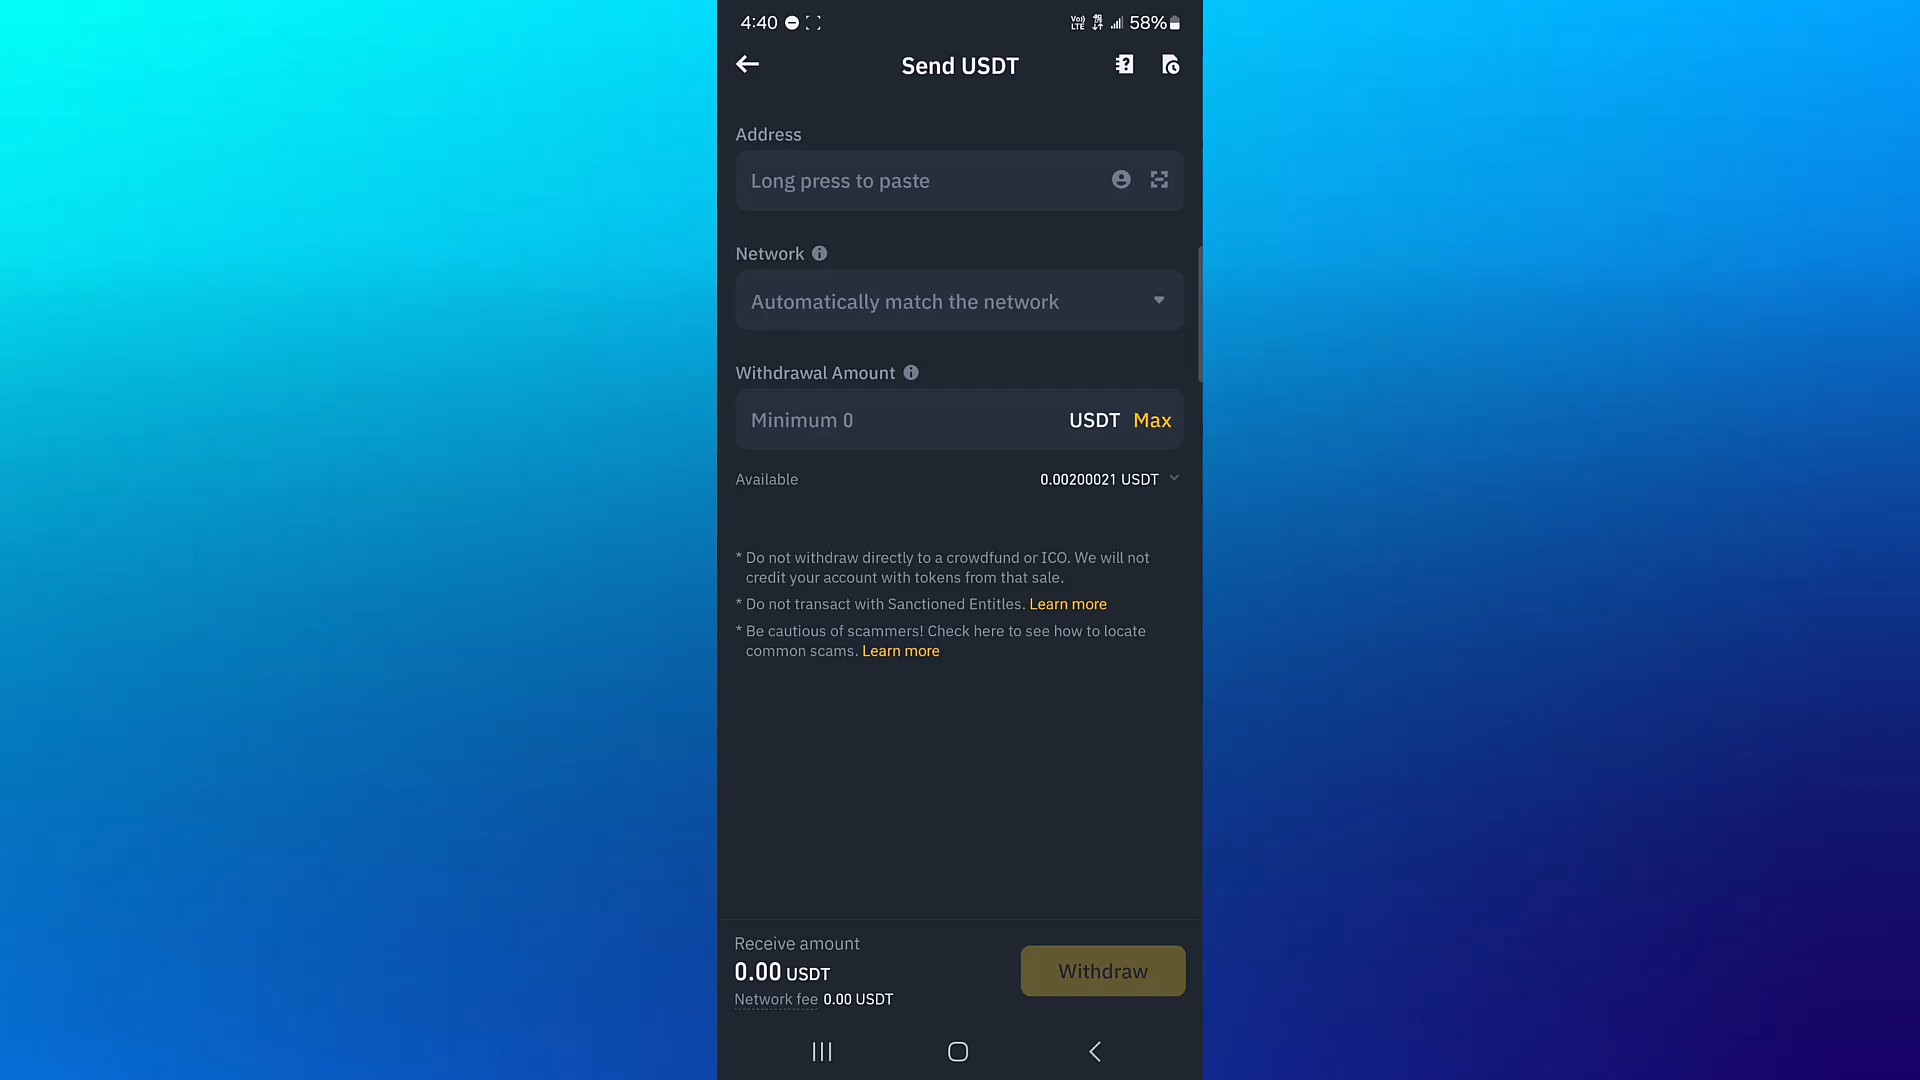 4:40
Vo)) LTE 4G 58%
Send USDT
Address
Long press to paste
Network
Automatically match the network
Withdrawal Amount
Minimum 0 USDT Max
Available 0.00200021 USDT
* Do not withdraw directly to a crowdfund or ICO. We will not
credit your account with tokens from that sale.
* Do not transact with Sanctioned Entitles. Learn more
* Be cautious of scammers! Check here to see how to locate
common scams. Learn more
Receive amount
0.00 USDT
Network fee 0.00 USDT
Withdraw